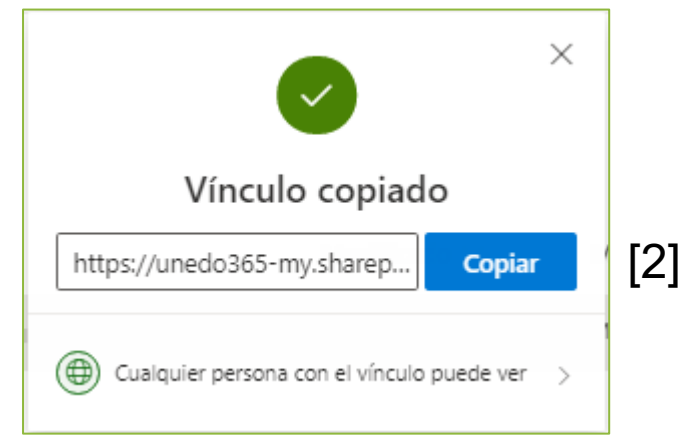 Vínculo copiado
https://unedo365-my.sharep... Copiar
[2]
Cualquier persona con el vínculo puede ver